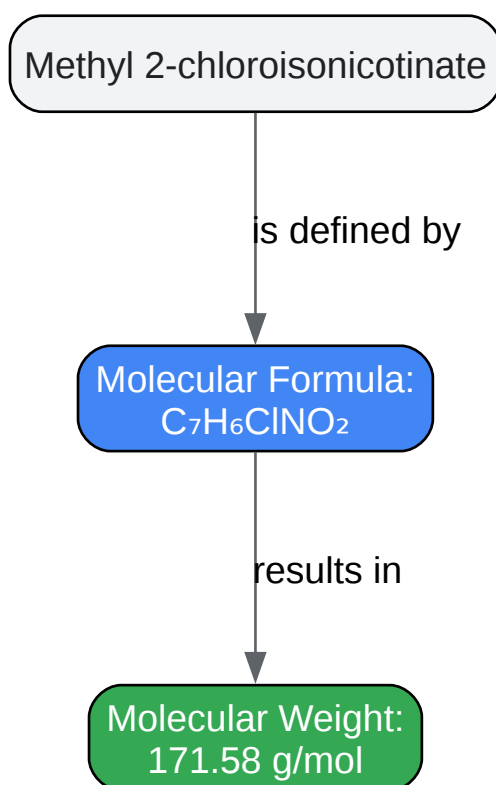 Methyl 2-chloroisonicotinate
is defined by
Molecular Formula:
C₇H₆ClNO₂
results in
Molecular Weight:
171.58 g/mol